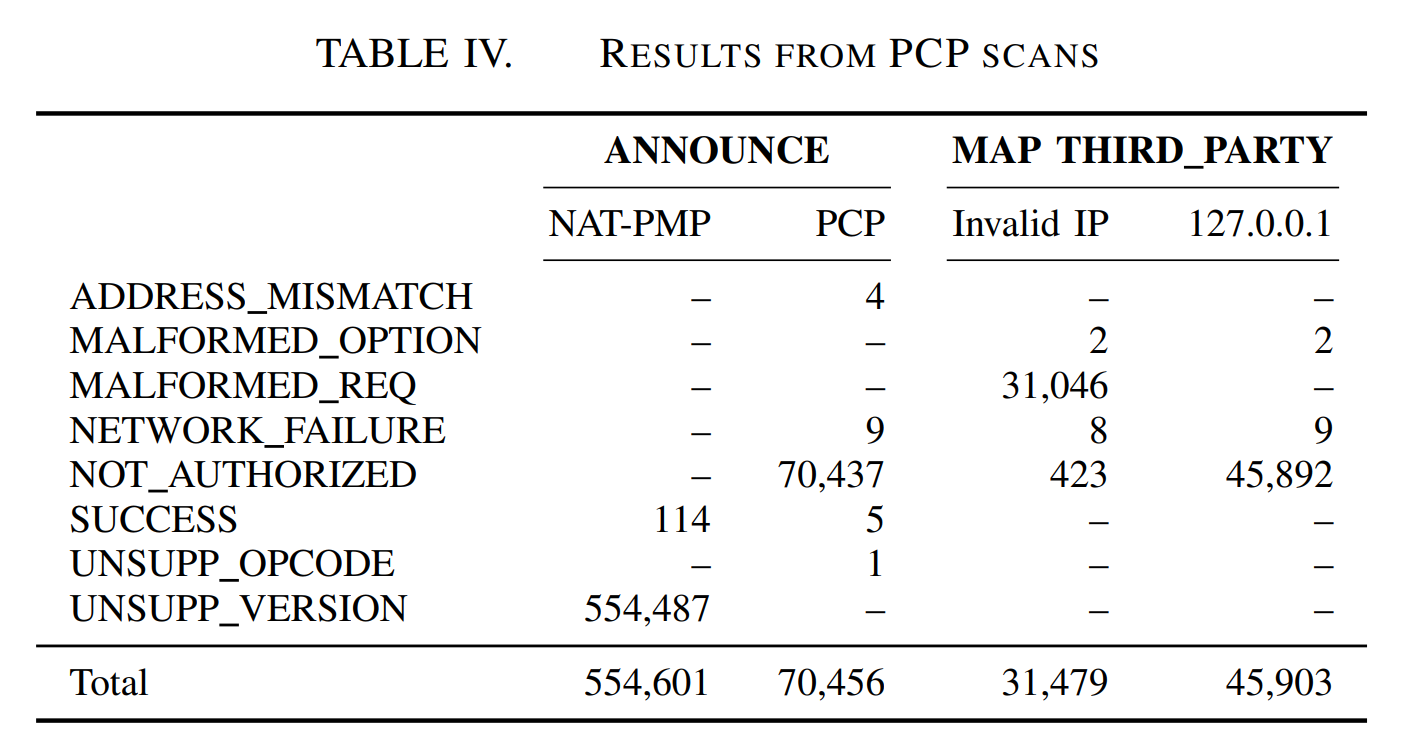 TABLE IV. RESULTS FROM PCP SCANS
ANNOUNCE MAP THIRD_PARTY
NAT-PMP PCP Invalid IP 127.0.0.1
ADDRESS_MISMATCH – 4 – –
MALFORMED_OPTION – – 2 2
MALFORMED_REQ – – 31,046 –
NETWORK_FAILURE – 9 8 9
NOT_AUTHORIZED – 70,437 423 45,892
SUCCESS 114 5 – –
UNSUPP_OPCODE – 1 – –
UNSUPP_VERSION 554,487 – – –
Total 554,601 70,456 31,479 45,903